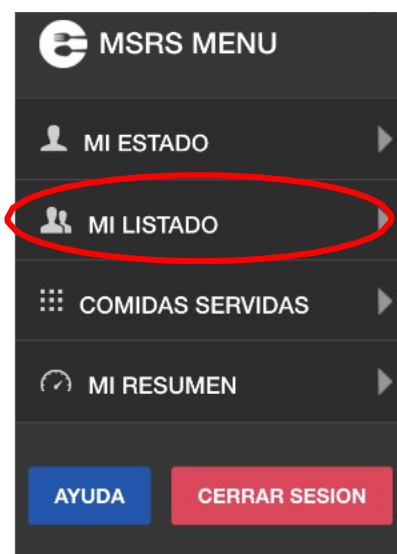 MSRS MENU
MI ESTADO
MI LISTADO
COMIDAS SERVIDAS
MI RESUMEN
AYUDA CERRAR SESION